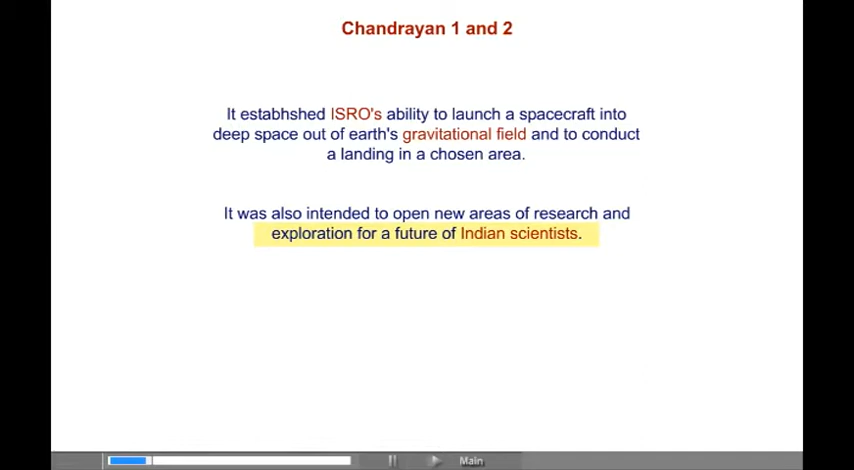 Chandrayan 1 and 2
It estabhshed ISRO's ability to launch a spacecraft into
deep space out of earth's gravitational field and to conduct
a landing in a chosen area.
It was also intended to open new areas of research and
exploration for a future of Indian scientists.
Main